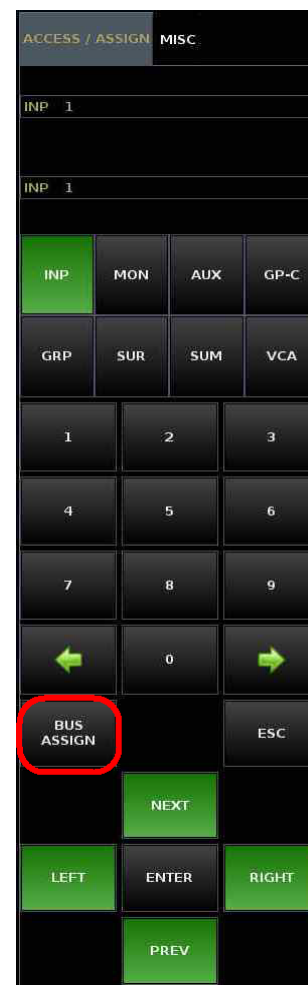 ACCESS / ASSIGN MISC
INP 1
INP 1
INP MON AUX GP-C
GRP SUR SUM VCA
1 2 3
4 5 6
7 8 9
0
BUS
ASSIGN
ESC
NEXT
LEFT ENTER RIGHT
PREV